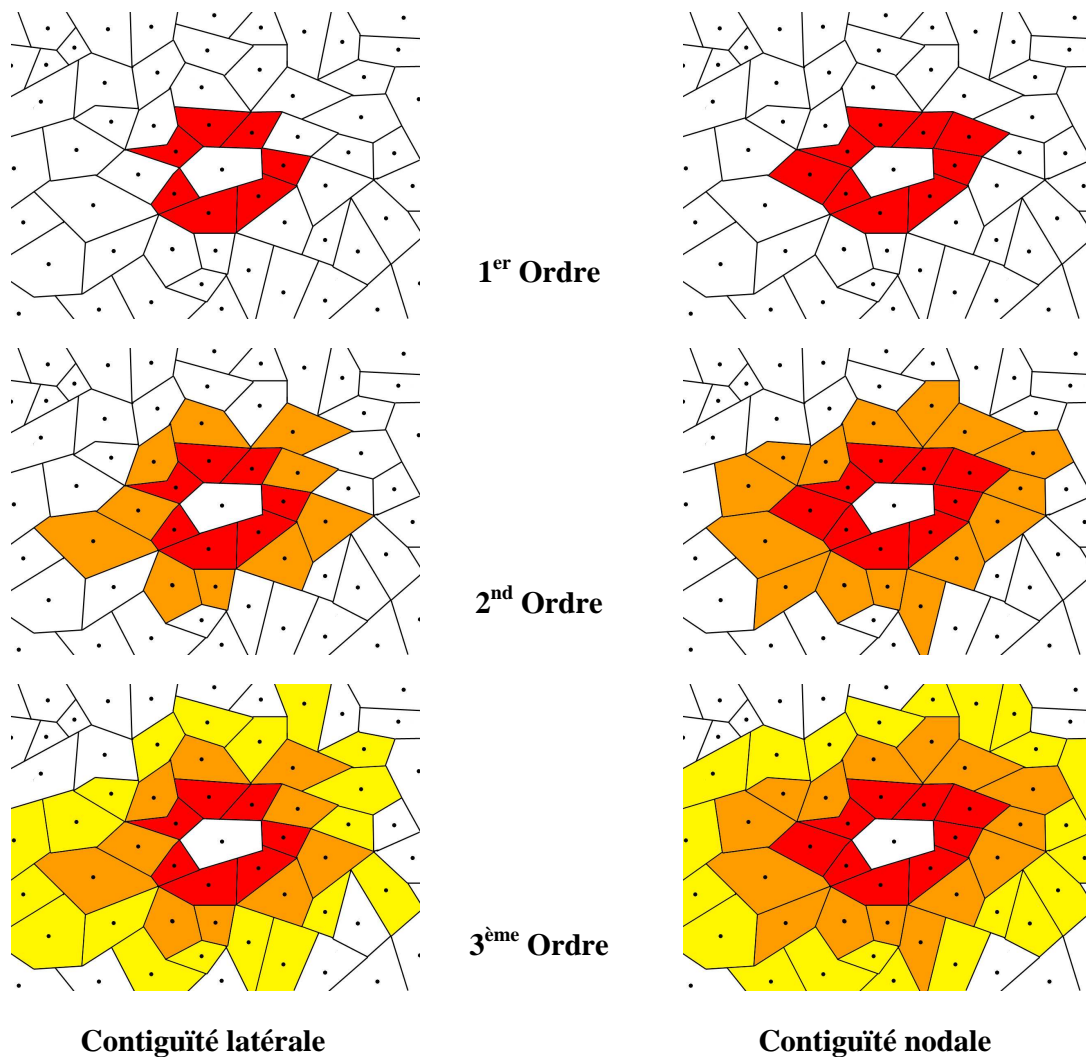 1er Ordre
2nd Ordre
3ème Ordre
Contiguïté latérale
Contiguïté nodale